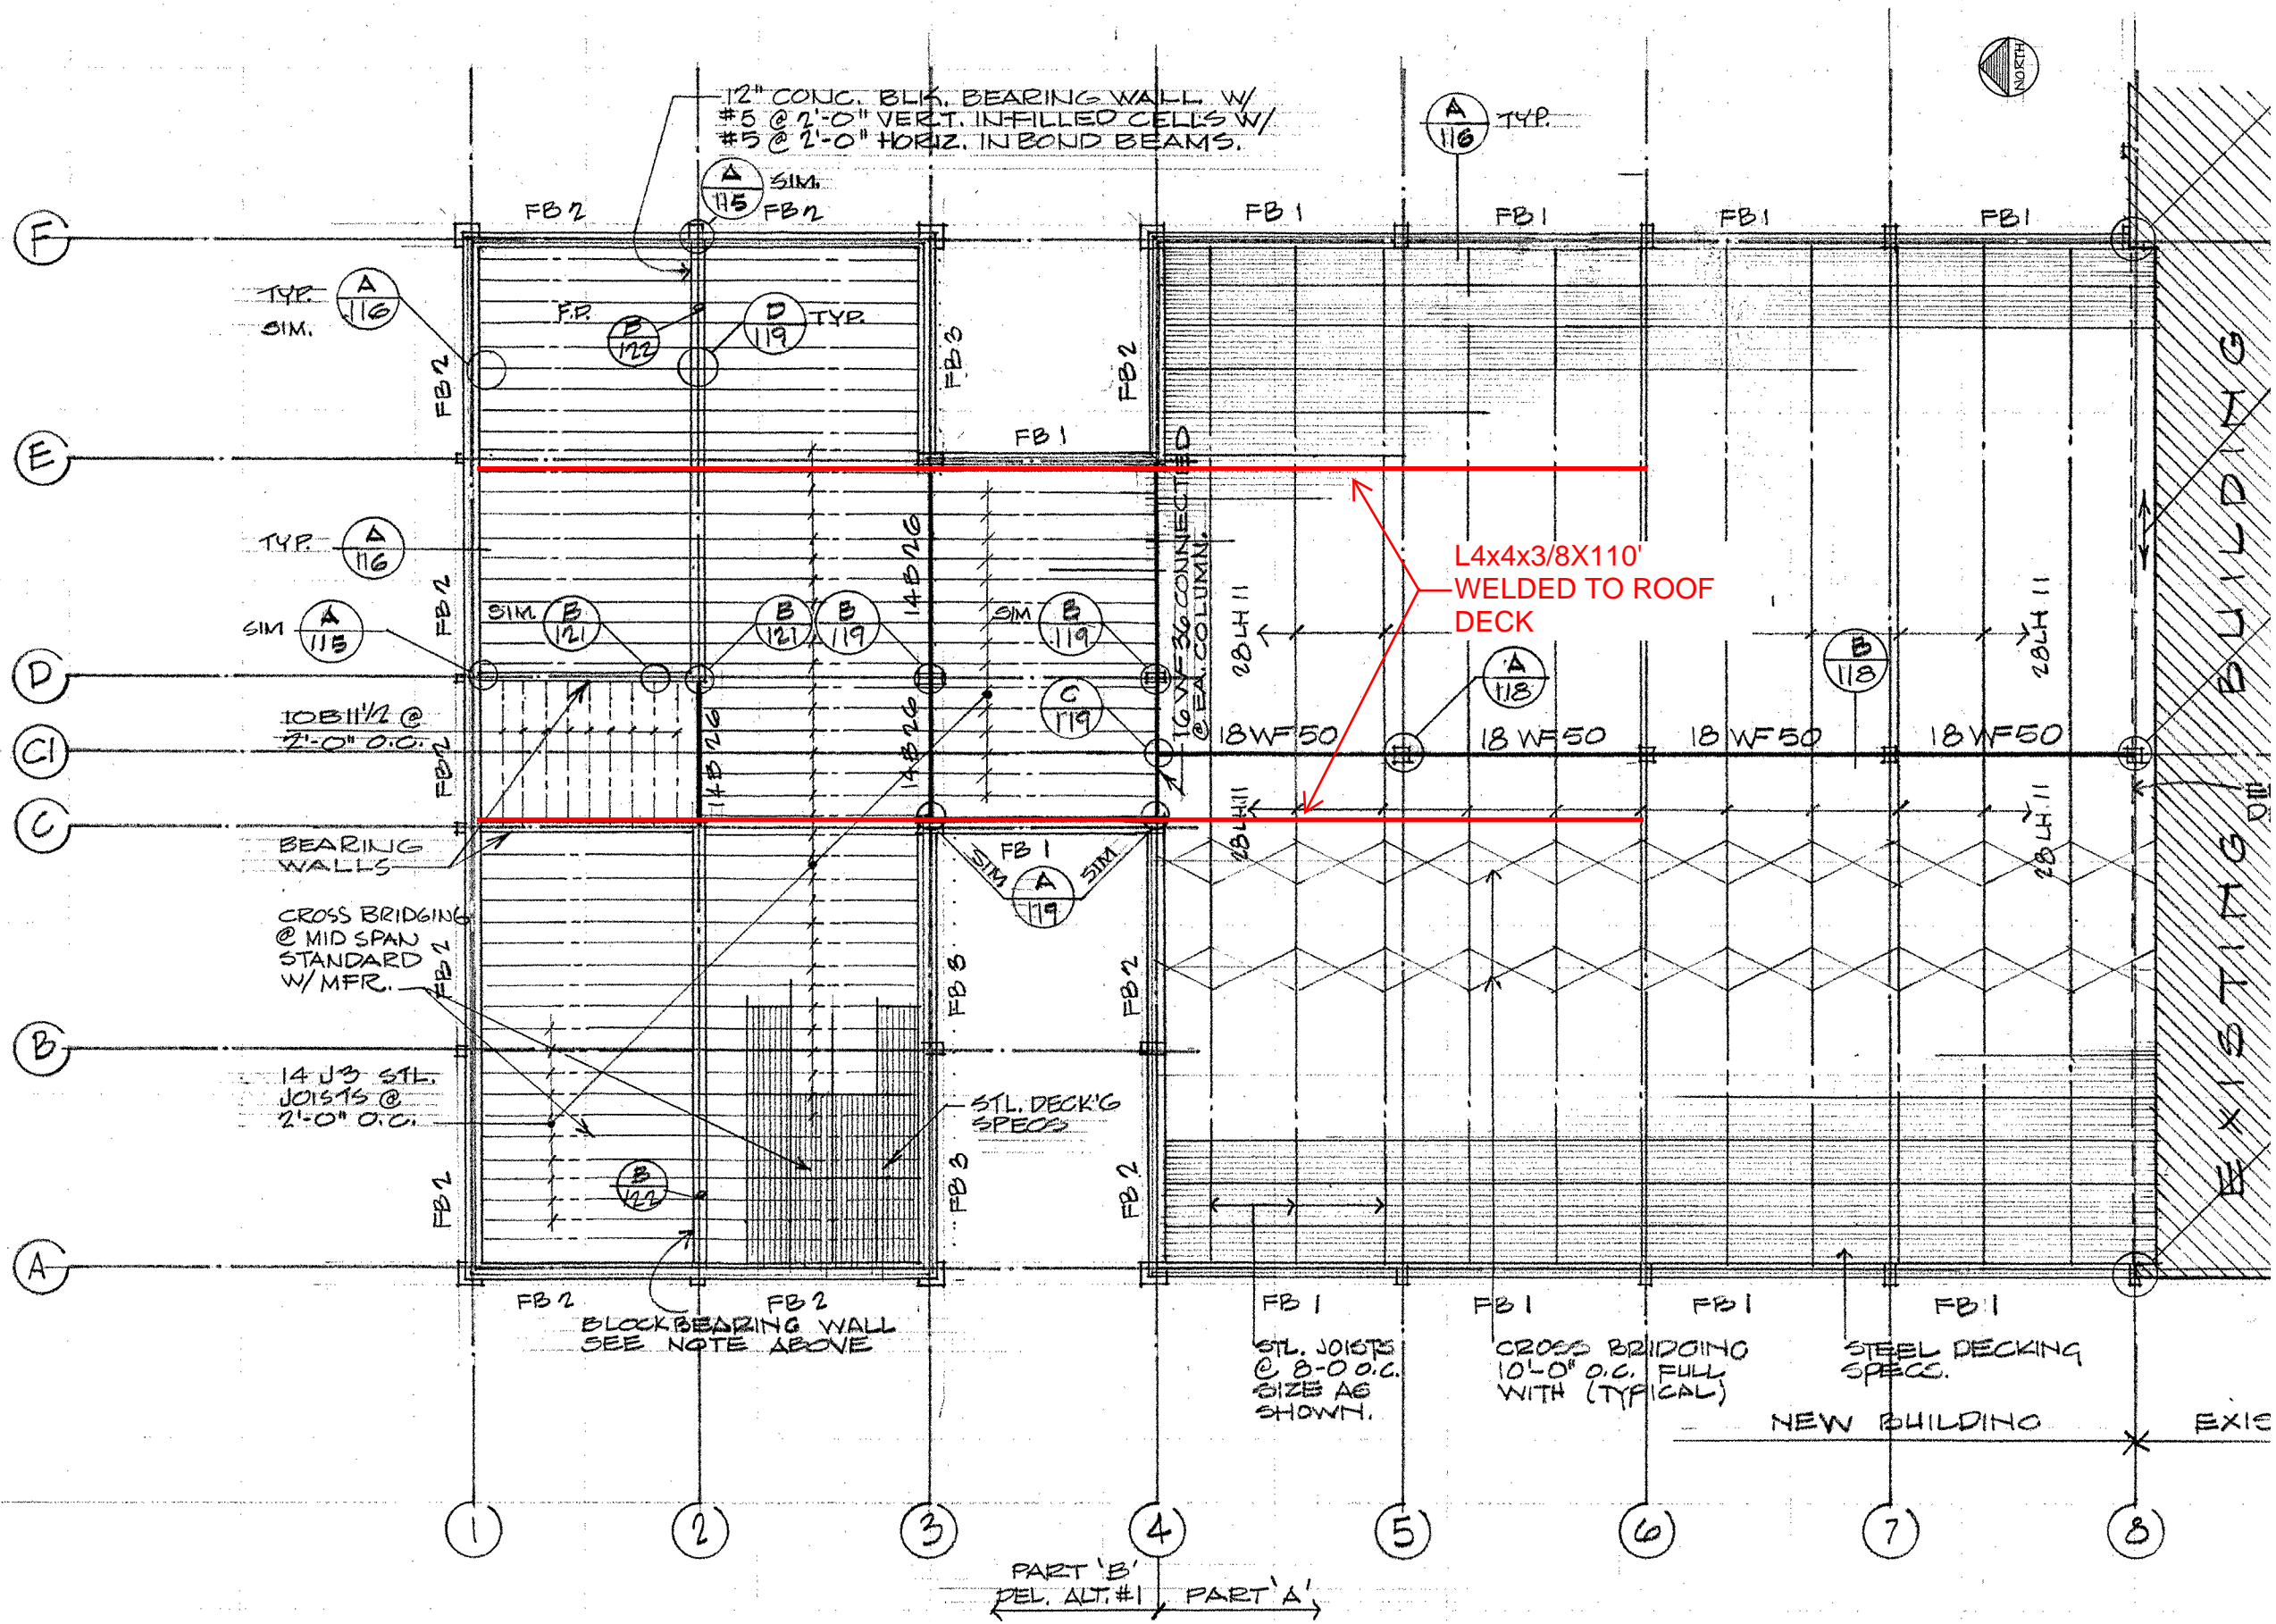 NORTH
12" CONC. BLK. BEARING WALL W/
#5 @ 2'-0" VERT. IN FILLED CELLS W/
#5 @ 2'-0" HORIZ. IN BOND BEAMS.
A
116
TYP.
A
115
SIM.
FB 2
FB 2
FB 1
FB 1
FB 1
FB 1
F
TYP.
SIM.
A
116
F.P.
B
122
D
119
TYP.
FB 2
FB 3
FB 2
FB 1
E
TYP.
A
116
14 B 26
16 WF 36 CONNECTED
@ EA. COLUMN.
L4x4x3/8X110'
WELDED TO ROOF
DECK
FB 2
SIM
A
115
SIM.
B
121
B
121
B
119
SIM
B
119
28 LH 11
28 LH 11
A
118
B
118
D
C
119
10 B 11 1/2 @
2'-0" O.C.
C1
FB 2
14 B 26
14 B 26
18 WF 50
18 WF 50
18 WF 50
18 WF 50
EXISTING BUILDING
C
28 LH 11
28 LH 11
BEARING
WALLS
FB 1
SIM
SIM
A
119
CROSS BRIDGING
@ MID SPAN
STANDARD
W/ MFR.
FB 2
FB 3
FB 2
B
14 J3 STL.
JOISTS @
2'-0" O.C.
STL. DECK'G
SPECS
FB 2
B
122
FB 3
FB 2
A
FB 2
FB 2
BLOCK BEARING WALL
SEE NOTE ABOVE
FB 1
FB 1
FB 1
FB 1
STL. JOISTS
@ 8-0 O.C.
SIZE AS
SHOWN.
CROSS BRIDGING
10'-0" O.C. FULL
WITH (TYPICAL)
STEEL DECKING
SPECS.
NEW BUILDING
EXIS
1
2
3
4
5
6
7
8
PART 'B'
DEL. ALT. #1
PART 'A'